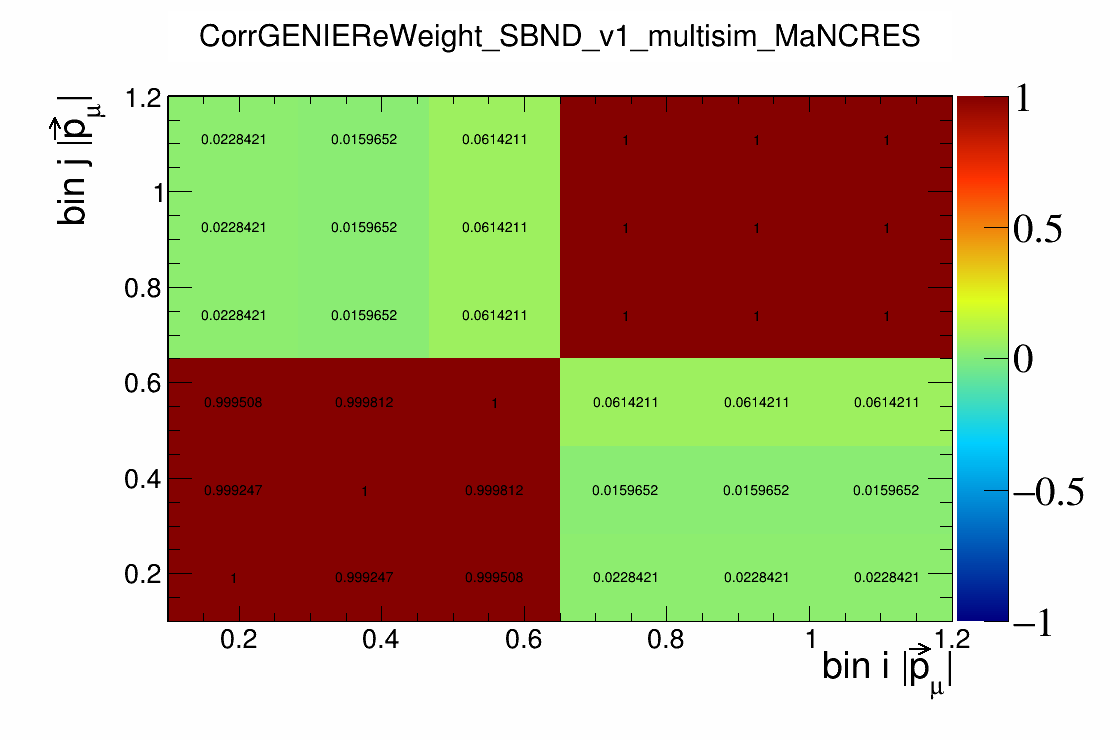 CorrGENIEReWeight_SBND_v1_multisim_MaNCRES
bin j |p⃗μ|
1.2
1
0.8
0.6
0.4
0.2
0.0228421 0.0159652 0.0614211 1 1 1
0.0228421 0.0159652 0.0614211 1 1 1
0.0228421 0.0159652 0.0614211 1 1 1
0.999508 0.999812 1 0.0614211 0.0614211 0.0614211
0.999247 1 0.999812 0.0159652 0.0159652 0.0159652
1 0.999247 0.999508 0.0228421 0.0228421 0.0228421
1
0.5
0
−0.5
−1
0.2 0.4 0.6 0.8 1 1.2
bin i |p⃗μ|